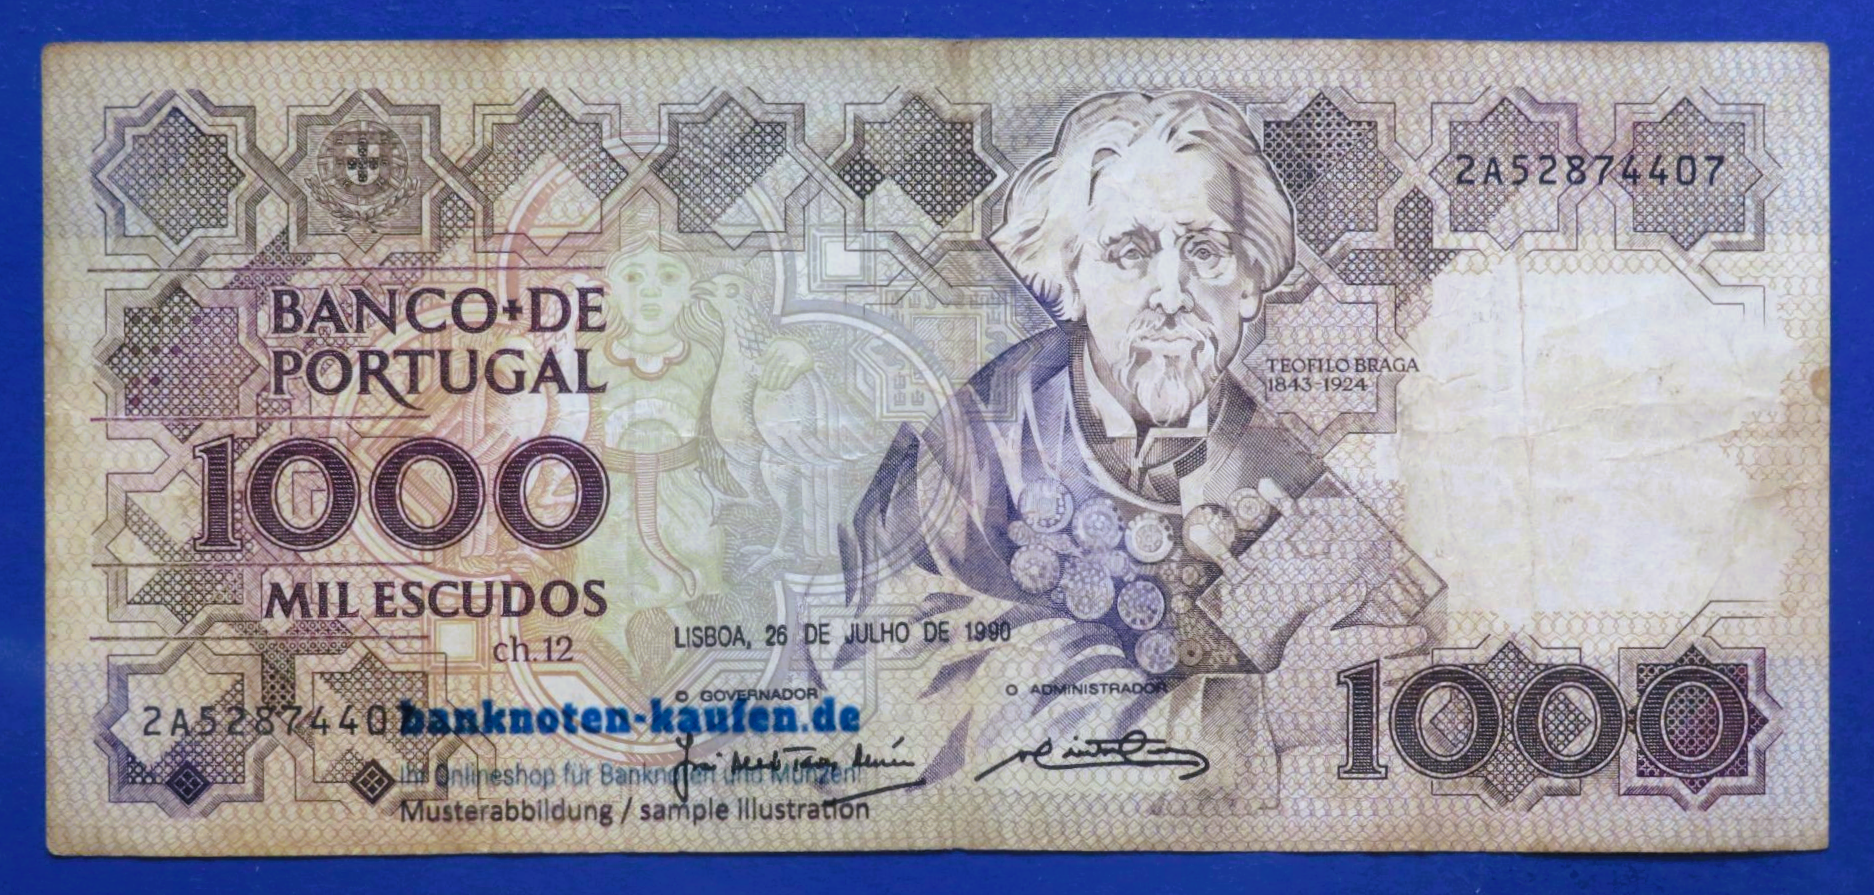 2A52874407
BANCO+DE
PORTUGAL
TEOFILO BRAGA
1843-1924
1000
MIL ESCUDOS
ch.12
LISBOA, 26 DE JULHO DE 1990
O GOVERNADOR
O ADMINISTRADOR
1000
2A52874407
banknoten-kaufen.de
Ihr Onlineshop für Banknoten und Münzen!
Musterabbildung / sample illustration